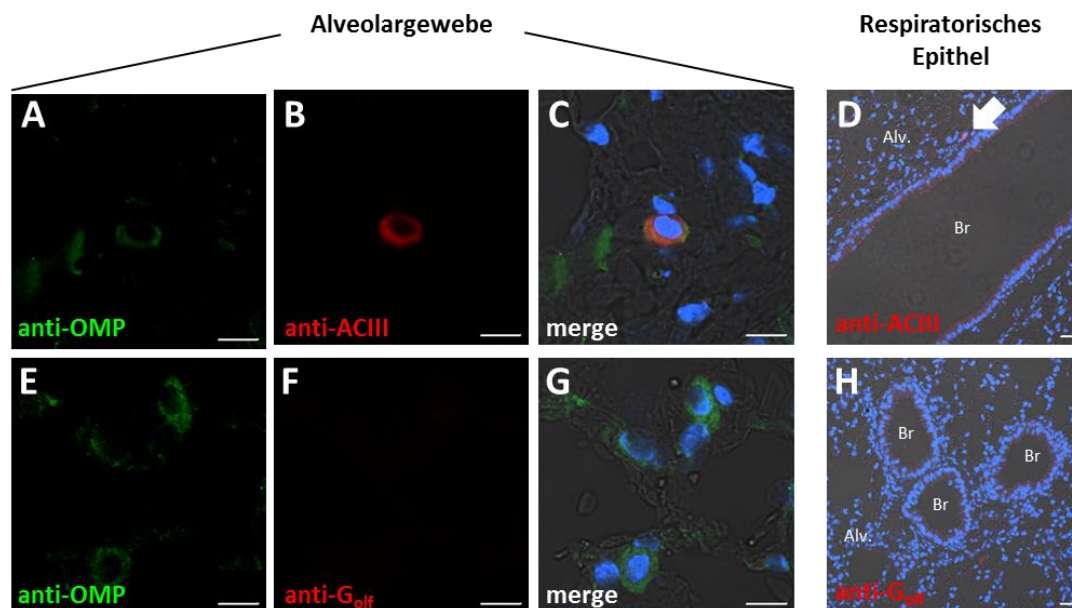 Alveolargewebe
Respiratorisches
Epithel
A
anti-OMP
B
anti-ACIII
C
merge
D
Alv.
Br
anti-ACIII
E
anti-OMP
F
anti-Golf
G
merge
H
Br
Br
Br
Alv.
anti-Golf